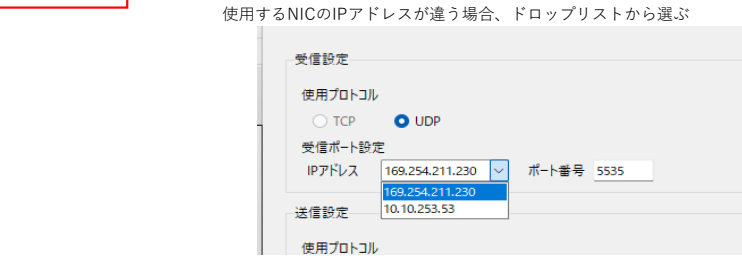 使用するNICのIPアドレスが違う場合、ドロップリストから選ぶ
受信設定
使用プロトコル
TCP UDP
受信ポート設定
IPアドレス 169.254.211.230 ポート番号 5535
169.254.211.230
10.10.253.53
送信設定
使用プロトコル